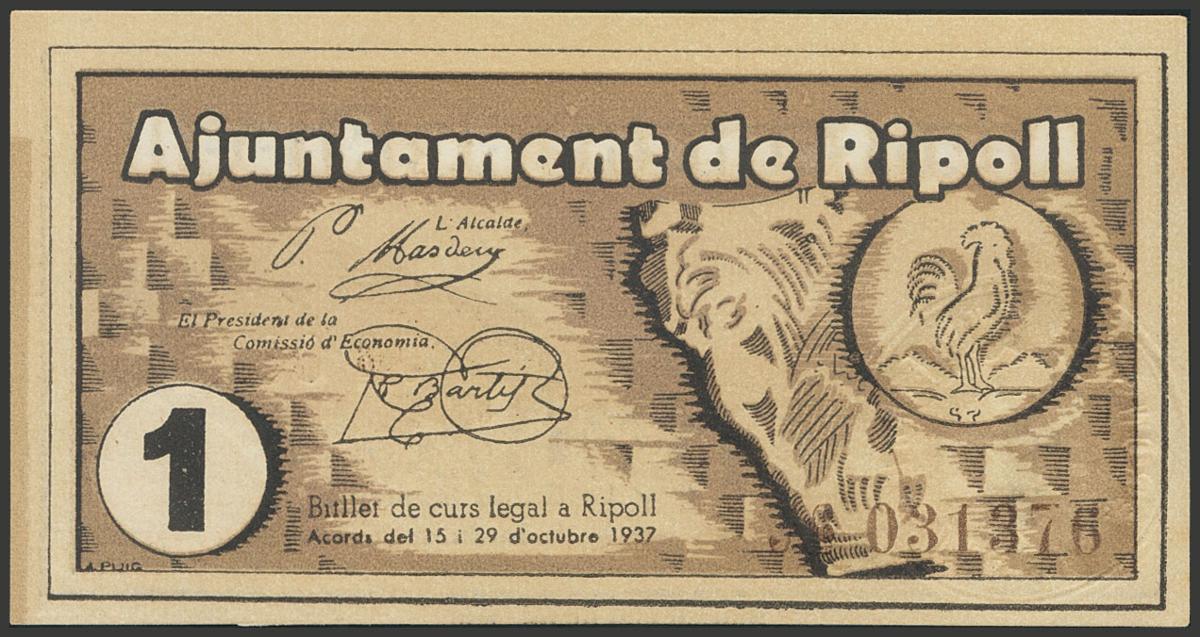 Ajuntament de Ripoll
L'Alcalde,
P. Masdeu
El President de la
Comissió d'Economia,
1
Bitllet de curs legal a Ripoll
Acords del 15 i 29 d'octubre 1937
031376
A. PUIG